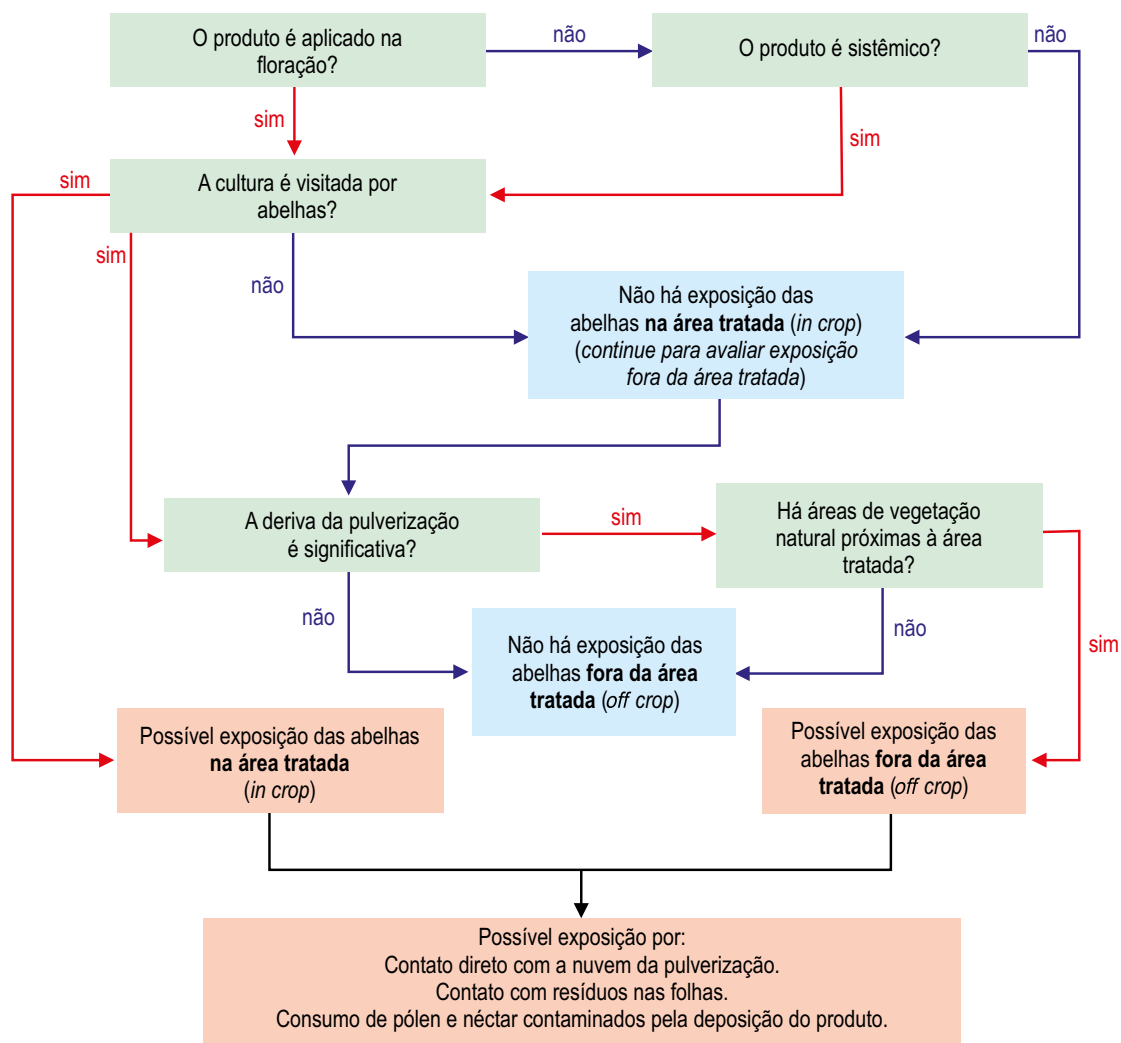 O produto é aplicado na
floração?
não
O produto é sistêmico?
não
sim
sim
sim
A cultura é visitada por
abelhas?
sim
não
Não há exposição das
abelhas na área tratada (in crop)
(continue para avaliar exposição
fora da área tratada)
A deriva da pulverização
é significativa?
sim
Há áreas de vegetação
natural próximas à área
tratada?
não
não
sim
Não há exposição das
abelhas fora da área
tratada (off crop)
Possível exposição das abelhas
na área tratada
(in crop)
Possível exposição das
abelhas fora da área
tratada (off crop)
Possível exposição por:
Contato direto com a nuvem da pulverização.
Contato com resíduos nas folhas.
Consumo de pólen e néctar contaminados pela deposição do produto.